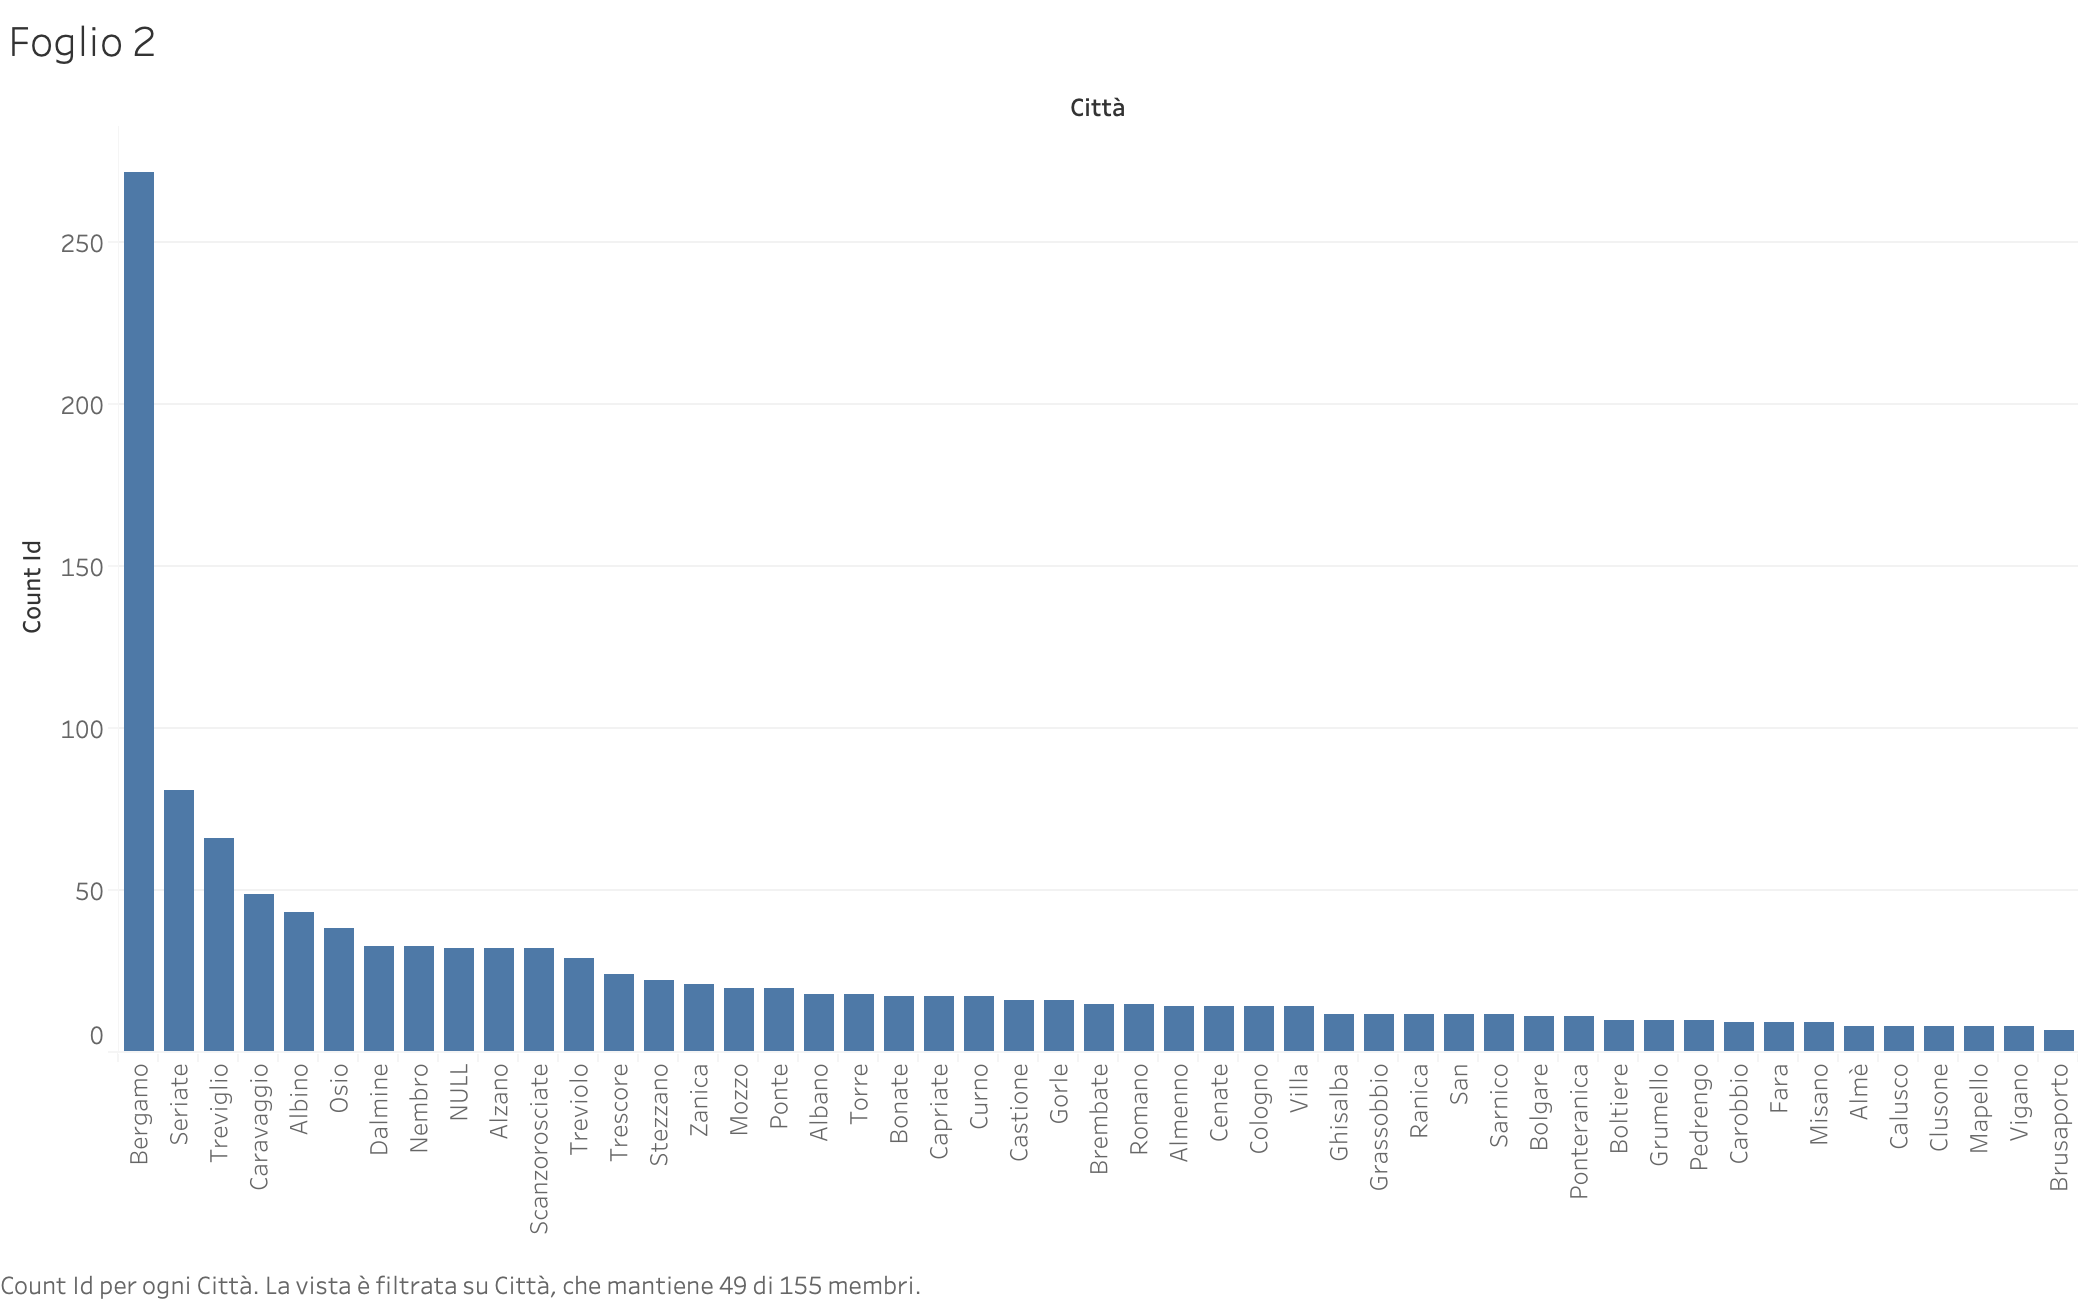 Foglio 2
Città
250
200
150
100
50
0
Count Id
Bergamo
Seriate
Treviglio
Caravaggio
Albino
Osio
Dalmine
Nembro
NULL
Alzano
Scanzorosciate
Treviolo
Trescore
Stezzano
Zanica
Mozzo
Ponte
Albano
Torre
Bonate
Capriate
Curno
Castione
Gorle
Brembate
Romano
Almenno
Cenate
Cologno
Villa
Ghisalba
Grassobbio
Ranica
San
Sarnico
Bolgare
Ponteranica
Boltiere
Grumello
Pedrengo
Carobbio
Fara
Misano
Almè
Calusco
Clusone
Mapello
Vigano
Brusaporto
Count Id per ogni Città. La vista è filtrata su Città, che mantiene 49 di 155 membri.